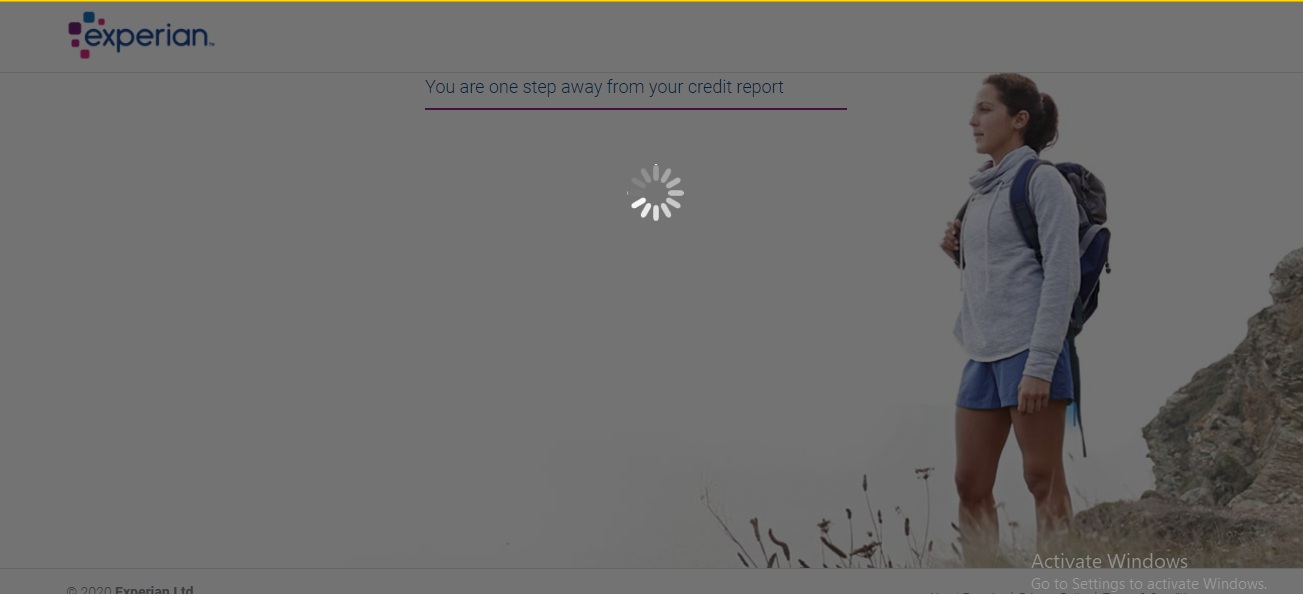 experian™
You are one step away from your credit report
Activate Windows
Go to Settings to activate Windows.
© 2020 Experian Ltd